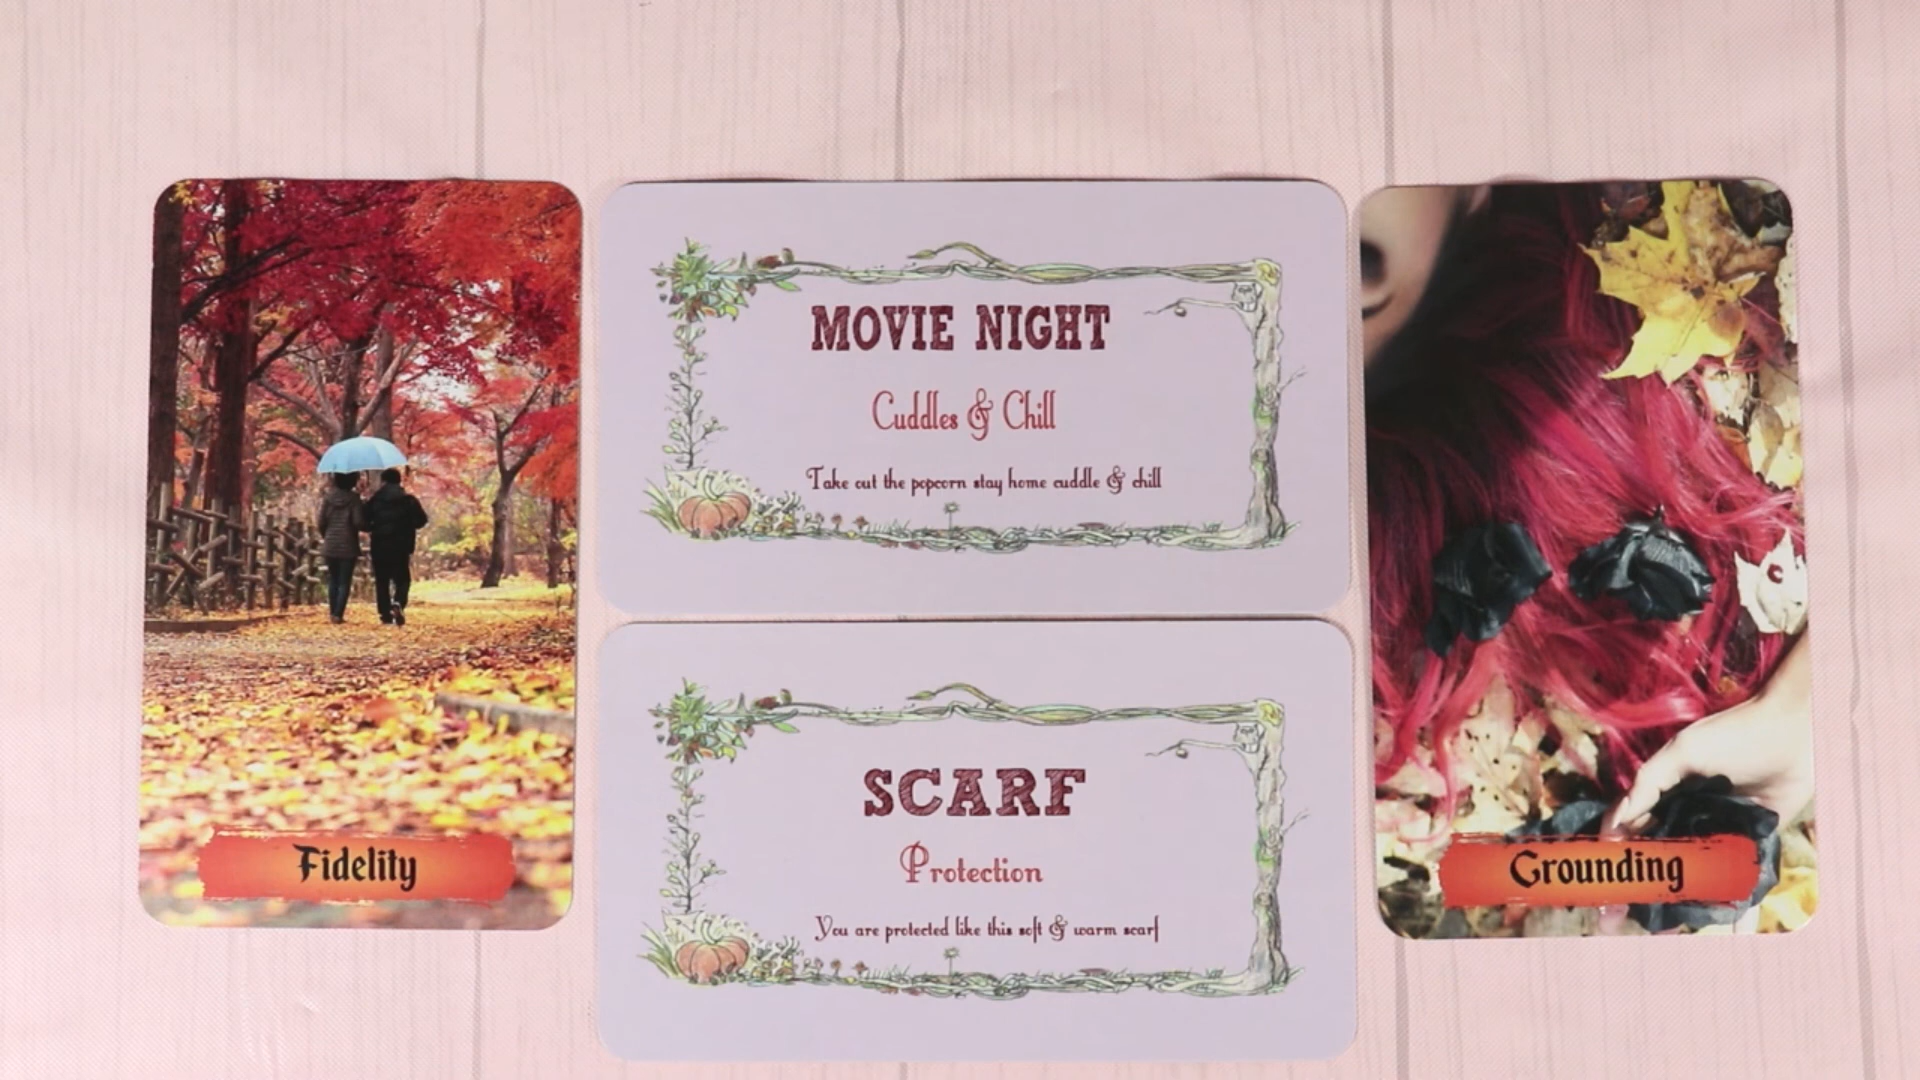 Fidelity
MOVIE NIGHT
Cuddles & Chill
Take out the popcorn stay home cuddle & chill
SCARF
Protection
You are protected like this soft & warm scarf
Grounding